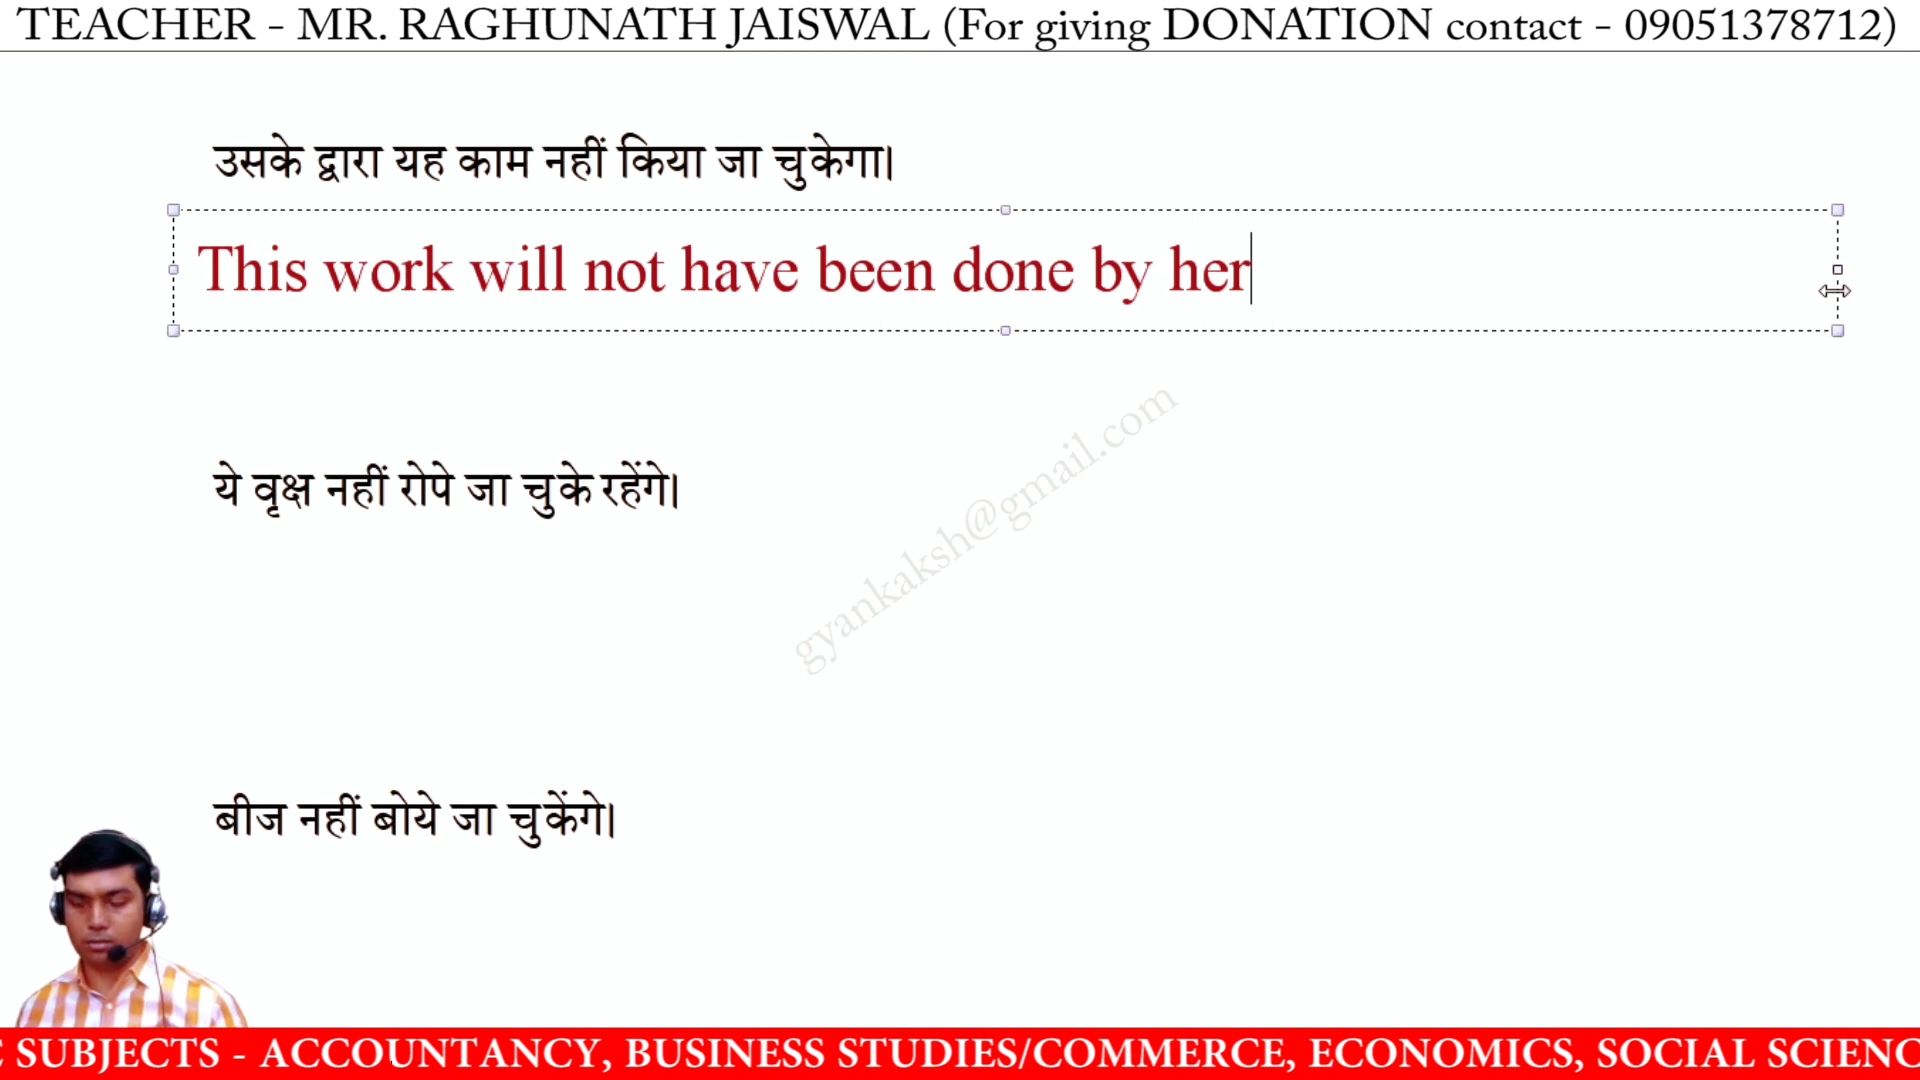 TEACHER - MR. RAGHUNATH JAISWAL (For giving DONATION contact - 09051378712)
उसके द्वारा यह काम नहीं किया जा चुकेगा।
This work will not have been done by her
gyankaksh@gmail.com
ये वृक्ष नहीं रोपे जा चुके रहेंगे।
बीज नहीं बोये जा चुकेंगे।
SUBJECTS - ACCOUNTANCY, BUSINESS STUDIES/COMMERCE, ECONOMICS, SOCIAL SCIENC